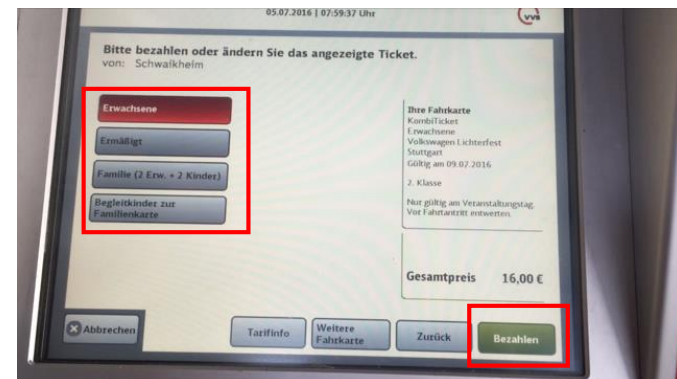 05.07.2016 | 07:59:37 Uhr
vvs
Bitte bezahlen oder ändern Sie das angezeigte Ticket.
von: Schwaikheim
Erwachsene
Ermäßigt
Familie (2 Erw. + 2 Kinder)
Begleitkinder zur
Familienkarte
Ihre Fahrkarte
KombiTicket
Erwachsene
Volkswagen Lichterfest
Stuttgart
Gültig am 09.07.2016
2. Klasse
Nur gültig am Veranstaltungstag.
Vor Fahrtantritt entwerten.
Gesamtpreis 16,00 €
Abbrechen
Tarifinfo
Weitere
Fahrkarte
Zurück
Bezahlen